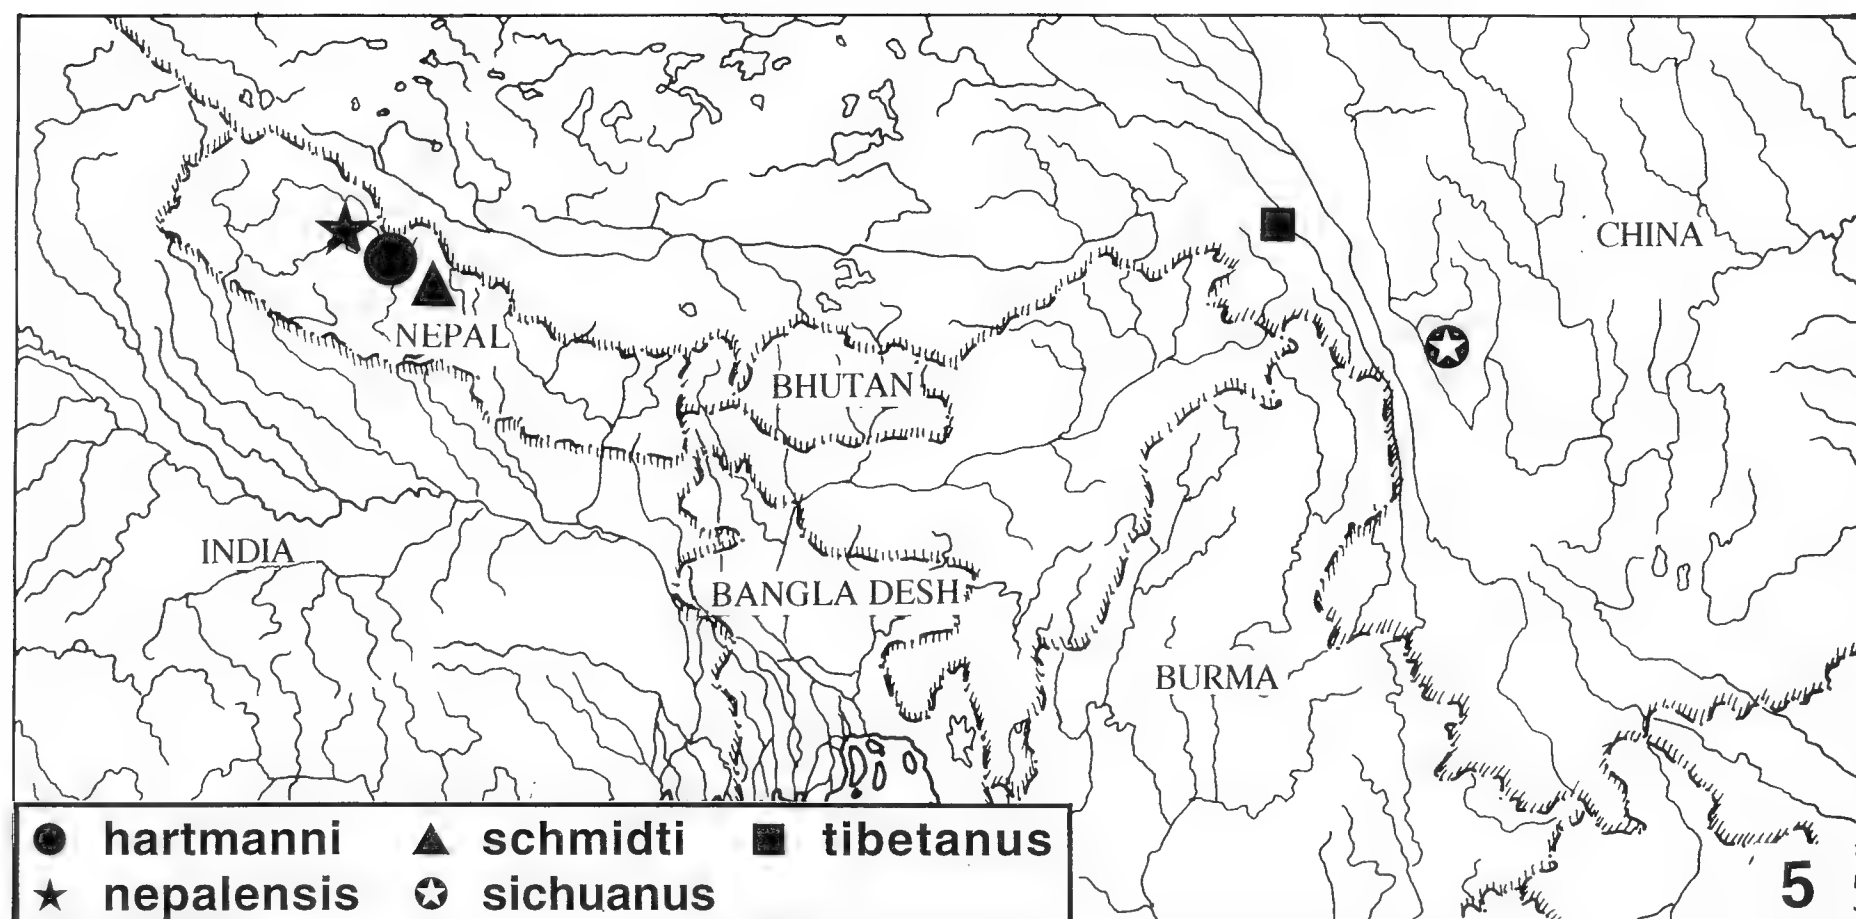 CHINA
NEPAL
BHUTAN
INDIA
BANGLA DESH
BURMA
hartmanni schmidti tibetanus
nepalensis sichuanus
5